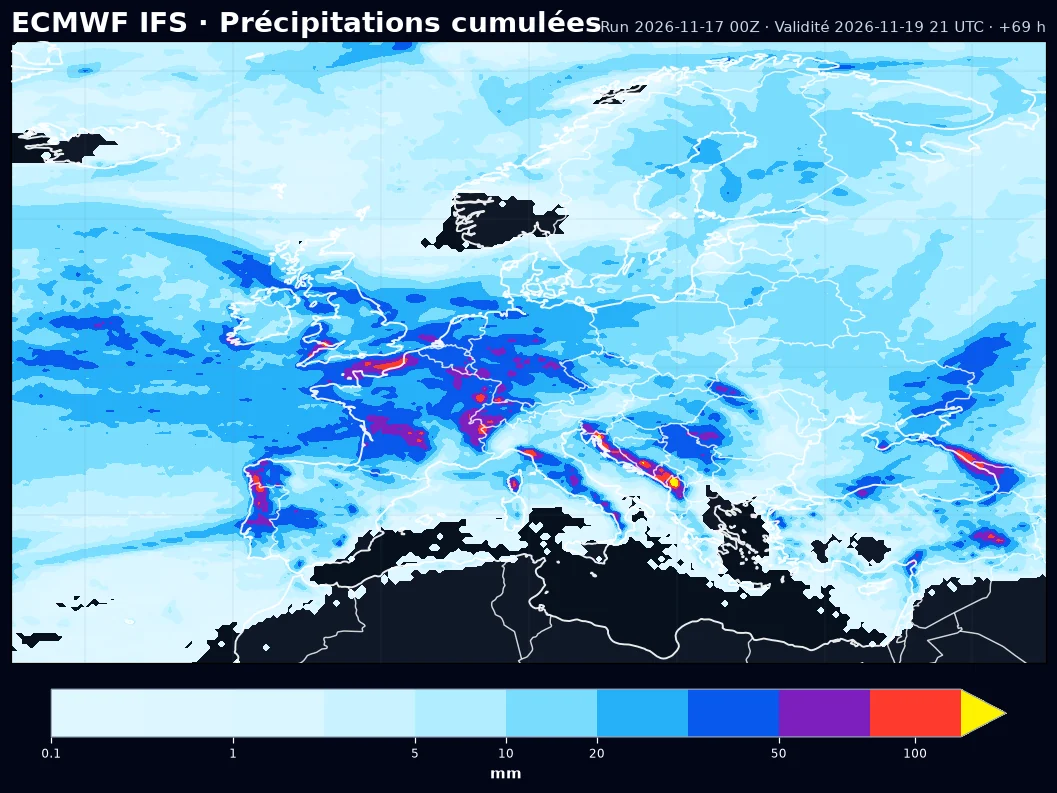 ECMWF IFS · Précipitations cumulées
Run 2026-11-17 00Z · Validité 2026-11-19 21 UTC · +69 h
0.1 1 5 10 20 50 100
mm